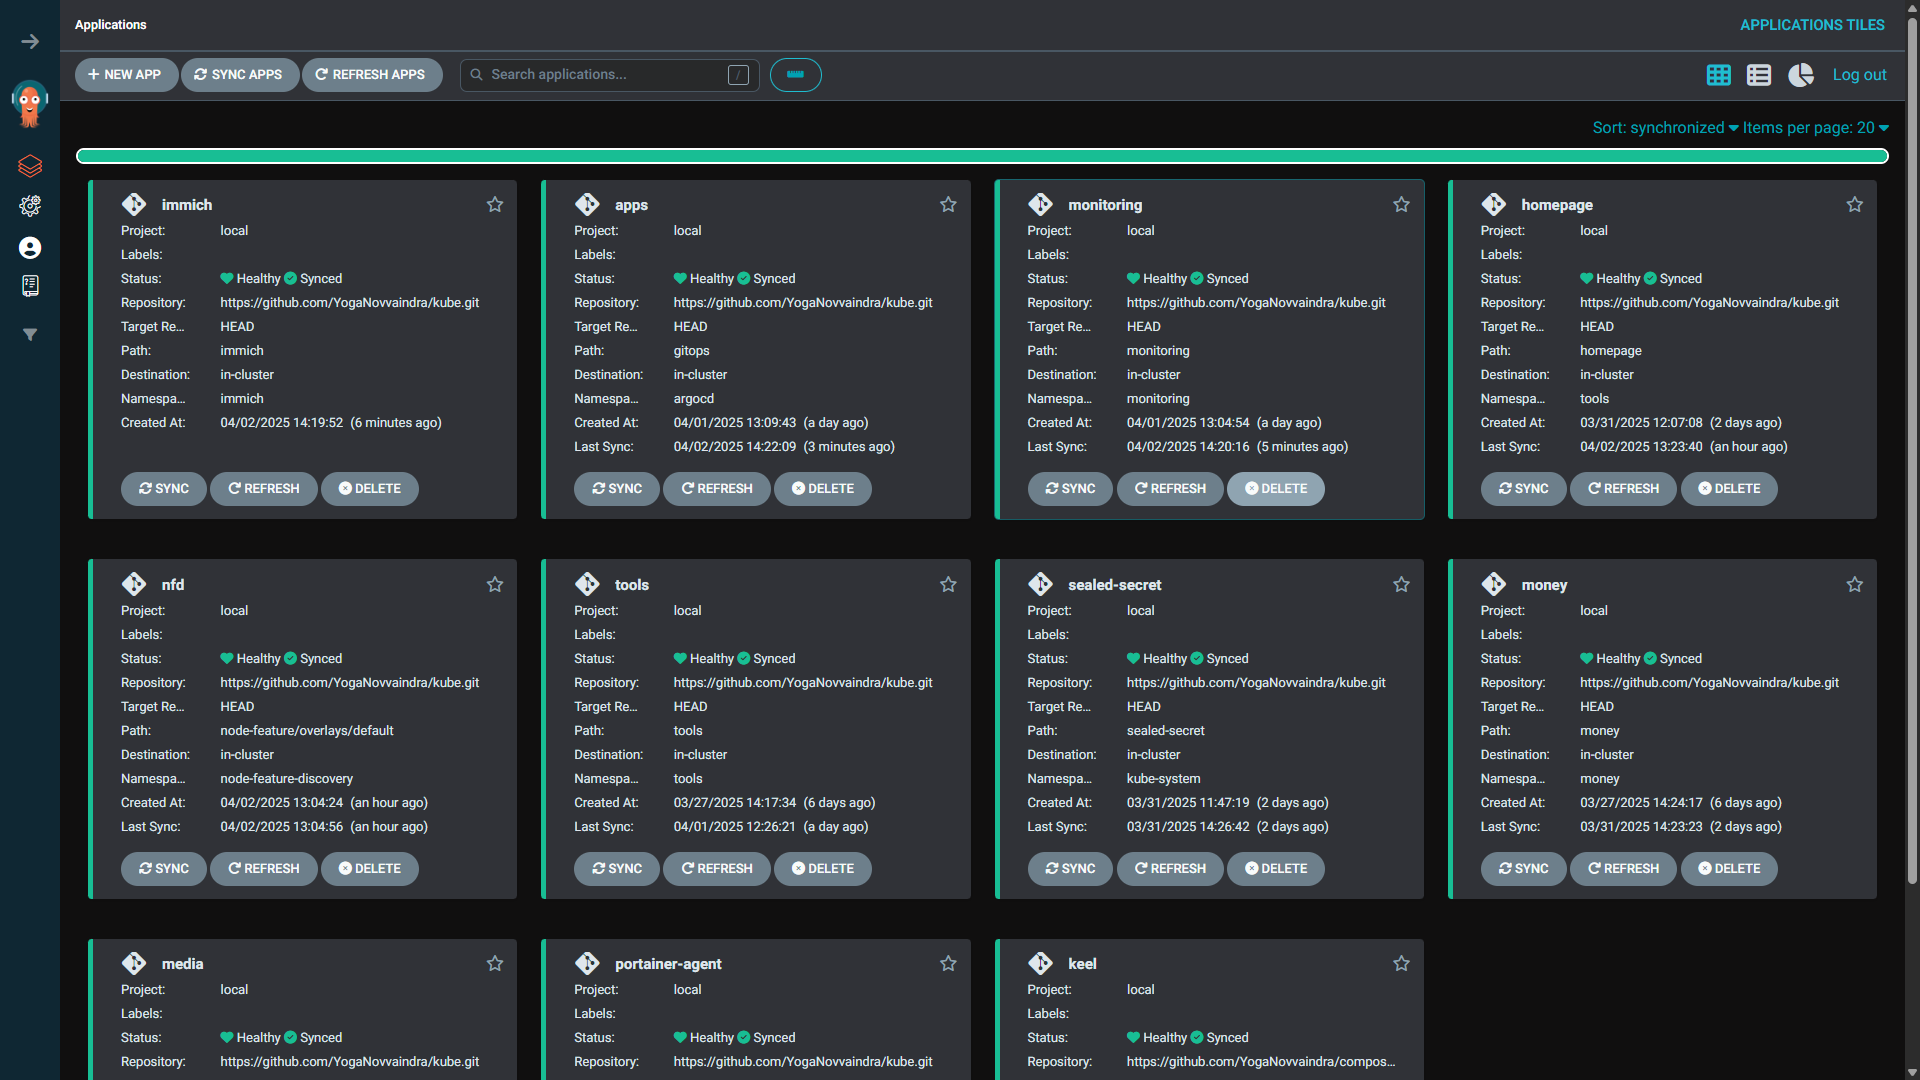 Applications
APPLICATIONS TILES
NEW APP
SYNC APPS
REFRESH APPS
Search applications...
/
Log out
Sort: synchronized
Items per page: 20
immich
Project: local
Labels:
Status: Healthy Synced
Repository: https://github.com/YogaNovvaindra/kube.git
Target Re... HEAD
Path: immich
Destination: in-cluster
Namespa... immich
Created At: 04/02/2025 14:19:52 (6 minutes ago)
SYNC REFRESH DELETE
apps
Project: local
Labels:
Status: Healthy Synced
Repository: https://github.com/YogaNovvaindra/kube.git
Target Re... HEAD
Path: gitops
Destination: in-cluster
Namespa... argocd
Created At: 04/01/2025 13:09:43 (a day ago)
Last Sync: 04/02/2025 14:22:09 (3 minutes ago)
SYNC REFRESH DELETE
monitoring
Project: local
Labels:
Status: Healthy Synced
Repository: https://github.com/YogaNovvaindra/kube.git
Target Re... HEAD
Path: monitoring
Destination: in-cluster
Namespa... monitoring
Created At: 04/01/2025 13:04:54 (a day ago)
Last Sync: 04/02/2025 14:20:16 (5 minutes ago)
SYNC REFRESH DELETE
homepage
Project: local
Labels:
Status: Healthy Synced
Repository: https://github.com/YogaNovvaindra/kube.git
Target Re... HEAD
Path: homepage
Destination: in-cluster
Namespa... tools
Created At: 03/31/2025 12:07:08 (2 days ago)
Last Sync: 04/02/2025 13:23:40 (an hour ago)
SYNC REFRESH DELETE
nfd
Project: local
Labels:
Status: Healthy Synced
Repository: https://github.com/YogaNovvaindra/kube.git
Target Re... HEAD
Path: node-feature/overlays/default
Destination: in-cluster
Namespa... node-feature-discovery
Created At: 04/02/2025 13:04:24 (an hour ago)
Last Sync: 04/02/2025 13:04:56 (an hour ago)
SYNC REFRESH DELETE
tools
Project: local
Labels:
Status: Healthy Synced
Repository: https://github.com/YogaNovvaindra/kube.git
Target Re... HEAD
Path: tools
Destination: in-cluster
Namespa... tools
Created At: 03/27/2025 14:17:34 (6 days ago)
Last Sync: 04/01/2025 12:26:21 (a day ago)
SYNC REFRESH DELETE
sealed-secret
Project: local
Labels:
Status: Healthy Synced
Repository: https://github.com/YogaNovvaindra/kube.git
Target Re... HEAD
Path: sealed-secret
Destination: in-cluster
Namespa... kube-system
Created At: 03/31/2025 11:47:19 (2 days ago)
Last Sync: 03/31/2025 14:26:42 (2 days ago)
SYNC REFRESH DELETE
money
Project: local
Labels:
Status: Healthy Synced
Repository: https://github.com/YogaNovvaindra/kube.git
Target Re... HEAD
Path: money
Destination: in-cluster
Namespa... money
Created At: 03/27/2025 14:24:17 (6 days ago)
Last Sync: 03/31/2025 14:23:23 (2 days ago)
SYNC REFRESH DELETE
media
Project: local
Labels:
Status: Healthy Synced
Repository: https://github.com/YogaNovvaindra/kube.git
portainer-agent
Project: local
Labels:
Status: Healthy Synced
Repository: https://github.com/YogaNovvaindra/kube.git
keel
Project: local
Labels:
Status: Healthy Synced
Repository: https://github.com/YogaNovvaindra/compos...